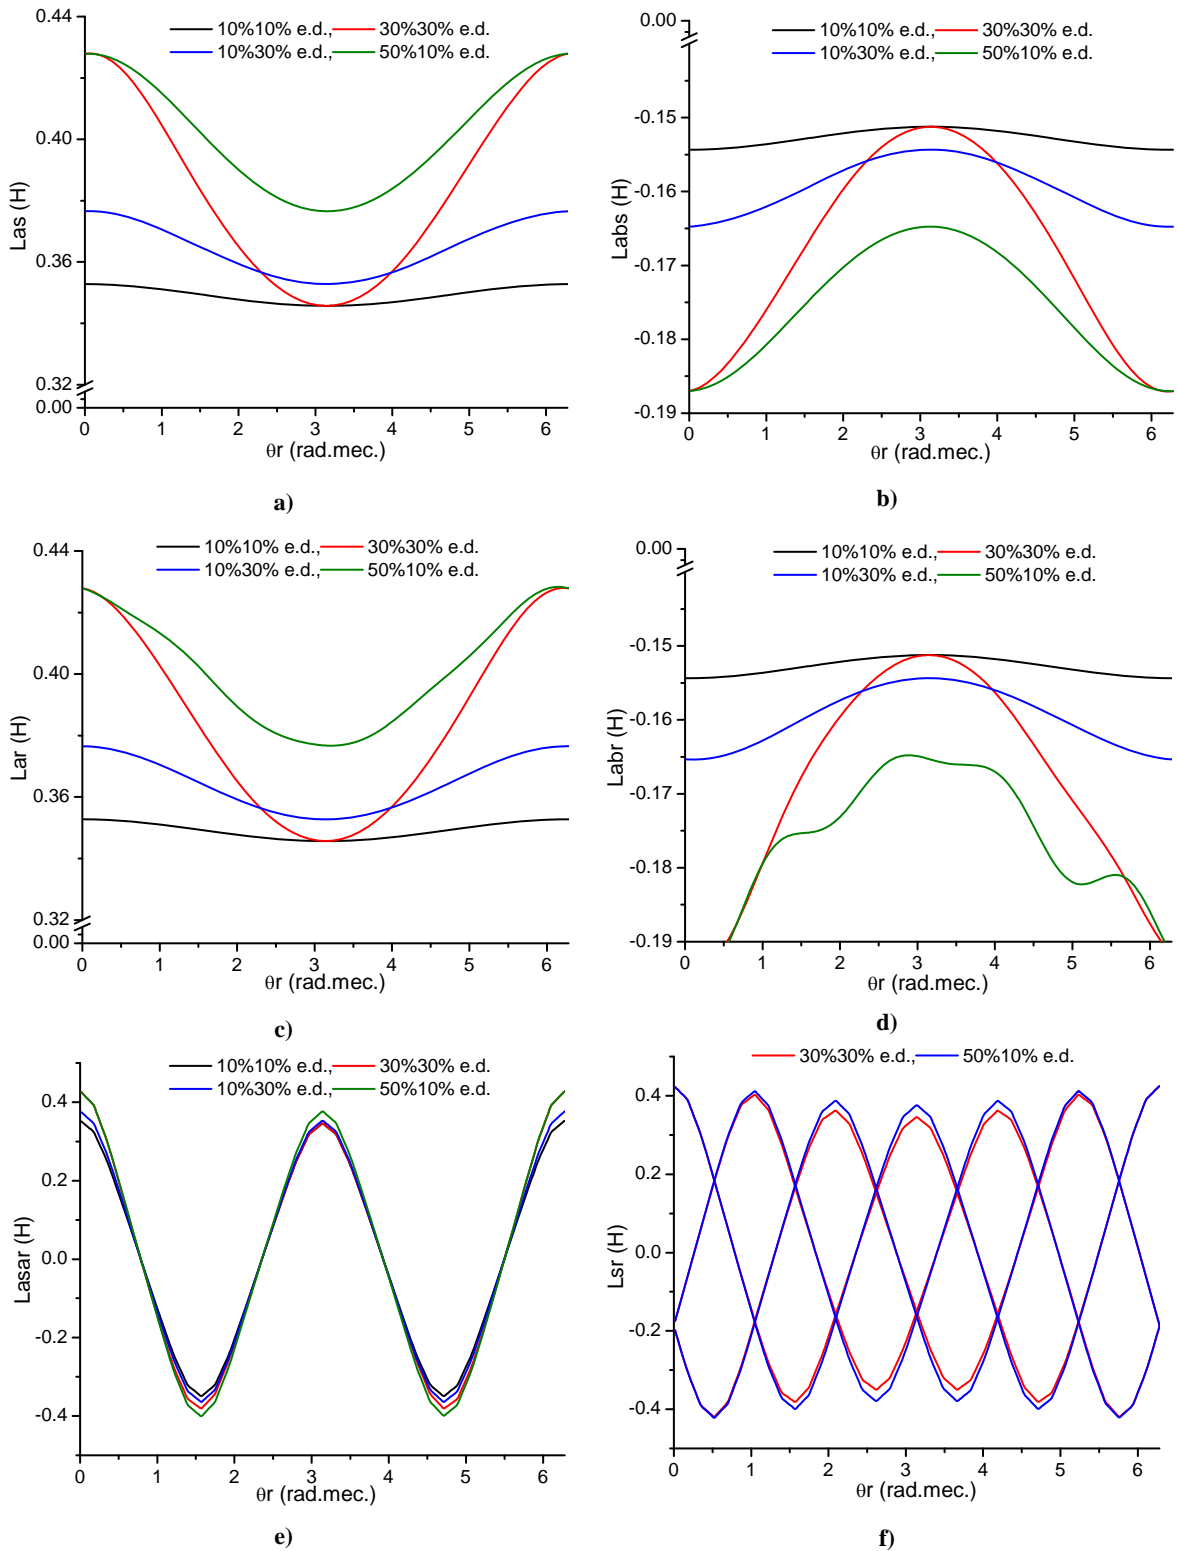 10%10% e.d., 30%30% e.d.
10%30% e.d., 50%10% e.d.
0.44
0.40
0.36
0.32
0.00
Las (H)
0 1 2 3 4 5 6
θr (rad.mec.)
a)
10%10% e.d., 30%30% e.d.
10%30% e.d., 50%10% e.d.
0.00
-0.15
-0.16
-0.17
-0.18
-0.19
Labs (H)
0 1 2 3 4 5 6
θr (rad.mec.)
b)
10%10% e.d., 30%30% e.d.
10%30% e.d., 50%10% e.d.
0.44
0.40
0.36
0.32
0.00
Lar (H)
0 1 2 3 4 5 6
θr (rad.mec.)
c)
10%10% e.d., 30%30% e.d.
10%30% e.d., 50%10% e.d.
0.00
-0.15
-0.16
-0.17
-0.18
-0.19
Labr (H)
0 1 2 3 4 5 6
θr (rad.mec.)
d)
10%10% e.d., 30%30% e.d.
10%30% e.d., 50%10% e.d.
0.4
0.2
0.0
-0.2
-0.4
Lasar (H)
0 1 2 3 4 5 6
θr (rad.mec.)
e)
30%30% e.d., 50%10% e.d.
0.4
0.2
0.0
-0.2
-0.4
Lsr (H)
0 1 2 3 4 5 6
θr (rad.mec.)
f)